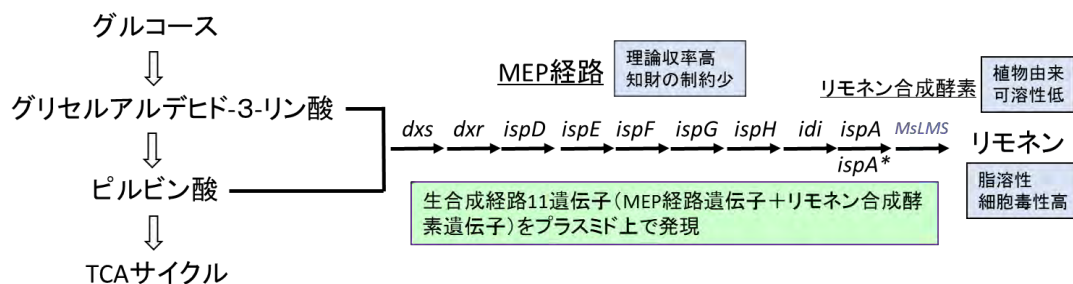 グルコース
グリセルアルデヒド-3-リン酸
ピルビン酸
TCAサイクル
MEP経路
理論収率高
知財の制約少
リモネン合成酵素
植物由来
可溶性低
dxs dxr ispD ispE ispF ispG ispH idi ispA MsLMS
ispA*
リモネン
脂溶性
細胞毒性高
生合成経路11遺伝子(MEP経路遺伝子+リモネン合成酵
素遺伝子)をプラスミド上で発現